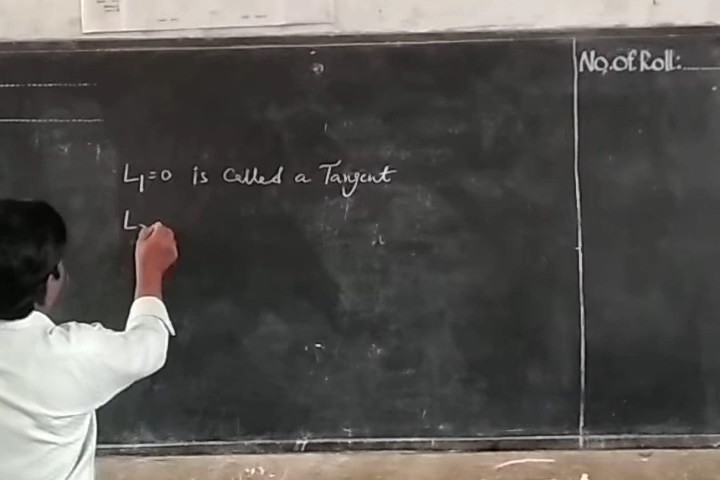 No. of Roll:
L₁=0 is called a Tangent
L